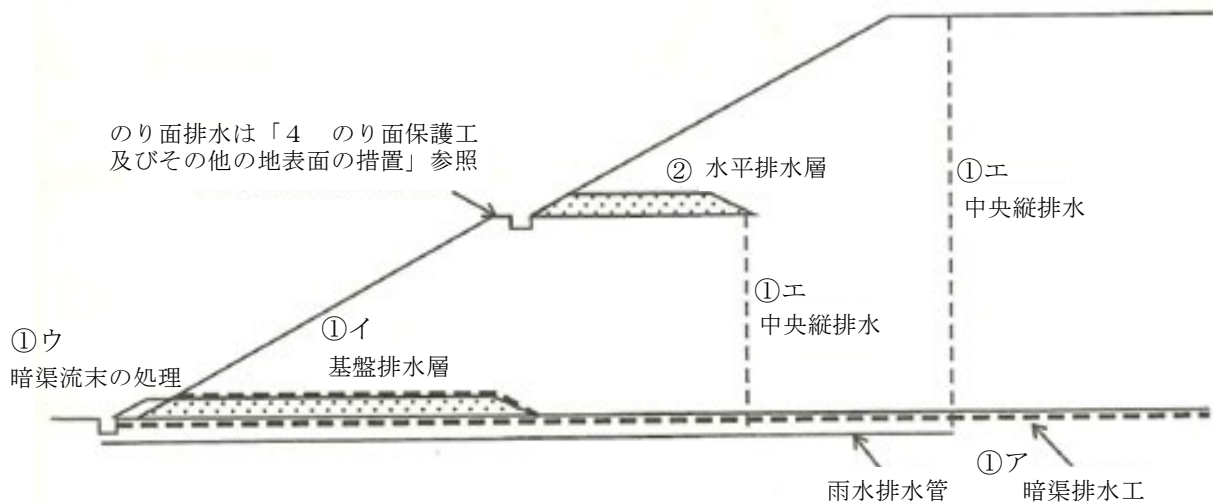 のり面排水は「4 のり面保護工
及びその他の地表面の措置」参照
② 水平排水層
①エ
中央縦排水
①エ
中央縦排水
①ウ
暗渠流末の処理
①イ
基盤排水層
①ア
雨水排水管
暗渠排水工